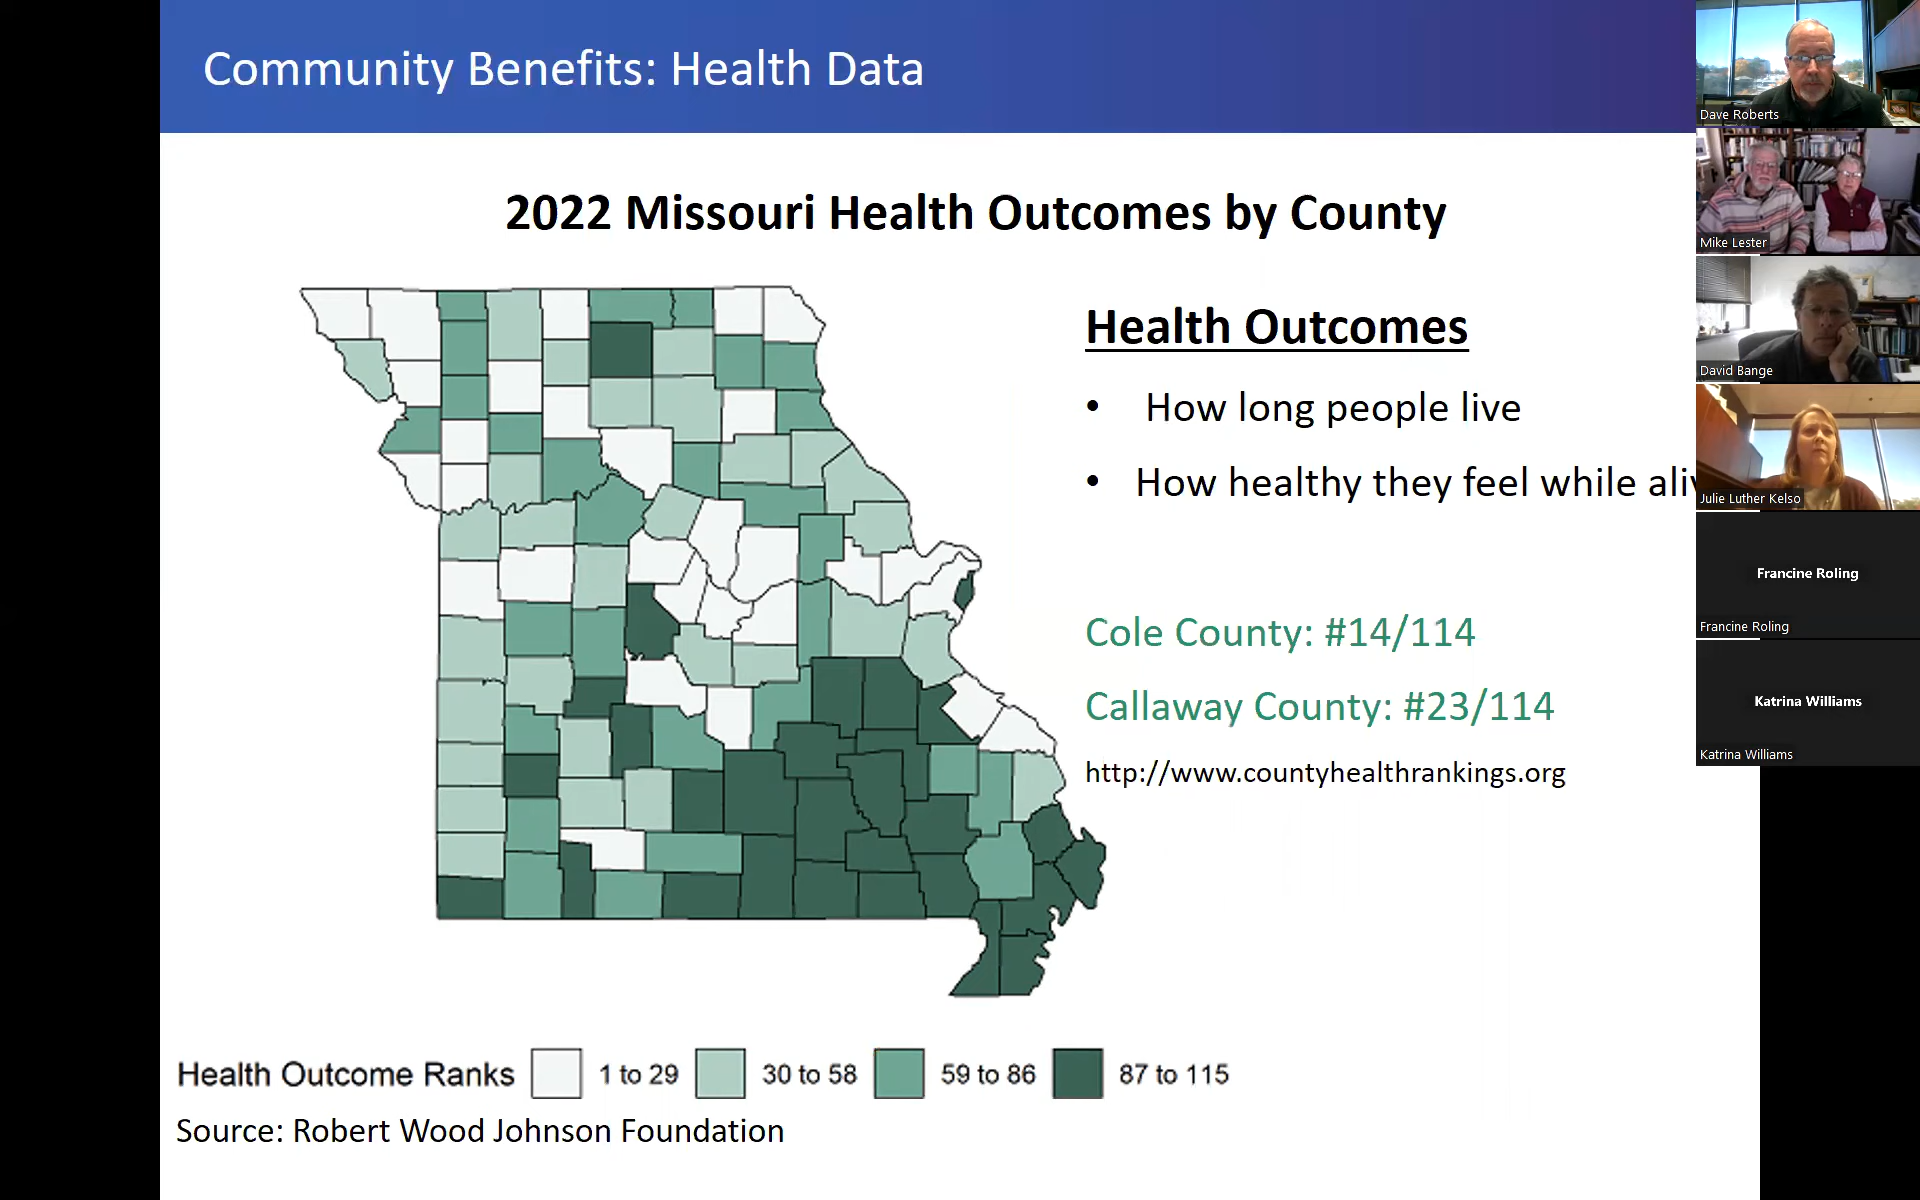 Community Benefits: Health Data
2022 Missouri Health Outcomes by County
Health Outcomes
• How long people live
• How healthy they feel while
Cole County: #14/114
Callaway County: #23/114
http://www.countyhealthrankings.org
Health Outcome Ranks 1 to 29 30 to 58 59 to 86 87 to 115
Source: Robert Wood Johnson Foundation
Dave Roberts
Mike Lester
David Bange
Julie Luther Kelso
Francine Roling
Francine Roling
Katrina Williams
Katrina Williams